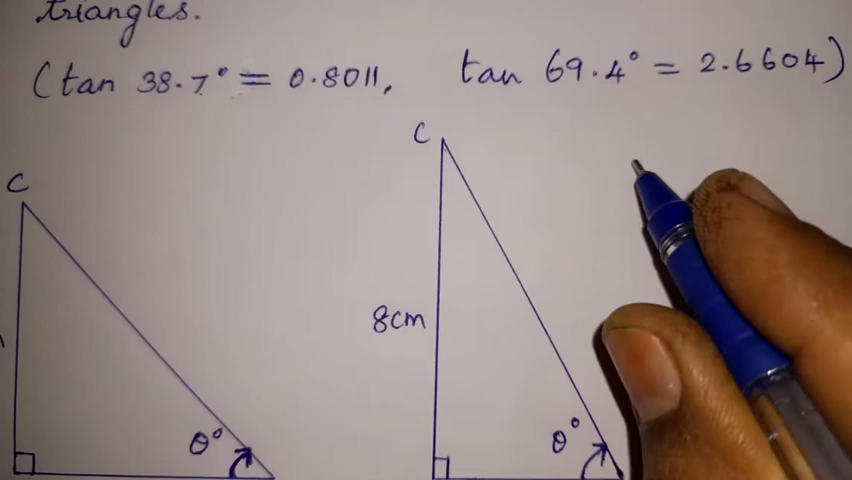 triangles.
(tan 38.7° = 0.8011, tan 69.4° = 2.6604)
C
C
8cm
θ°
θ°